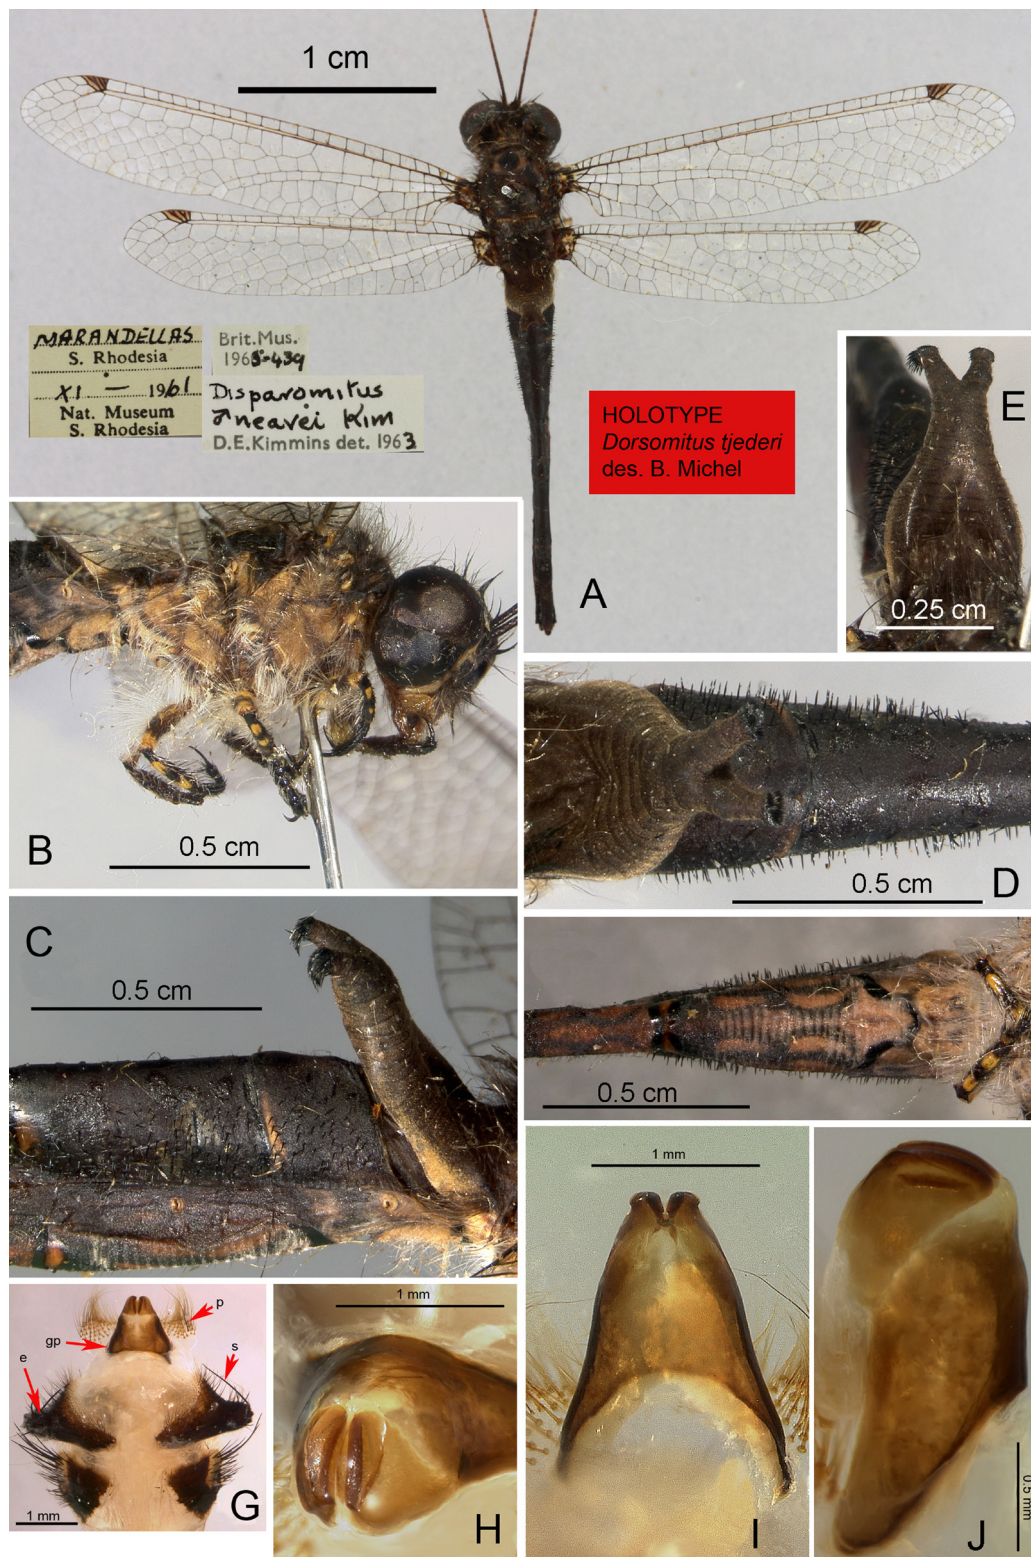 1 cm
MARANDELLAS
S. Rhodesia
XI — 1961
Nat. Museum
S. Rhodesia
Brit.Mus.
1963-439
Disparomitus
♂neavei Kim
D.E.Kimmins det. 1963
HOLOTYPE
Dorsomitus tjederi
des. B. Michel
A
E
0.25 cm
B
0.5 cm
D
0.5 cm
C
0.5 cm
0.5 cm
p
gp
e
s
G
1 mm
1 mm
H
1 mm
I
J
0.5 mm